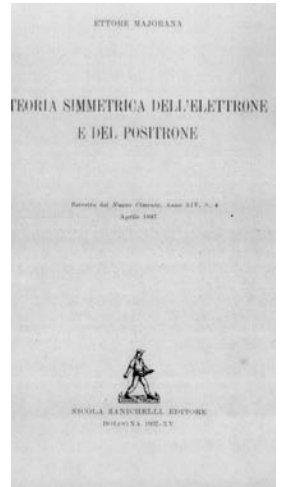 ETTORE MAJORANA
TEORIA SIMMETRICA DELL'ELETTRONE
E DEL POSITRONE
Estratto dal Nuovo Cimento, Anno XIV, N. 4
Aprile 1937
NICOLA ZANICHELLI EDITORE
BOLOGNA 1937-XV